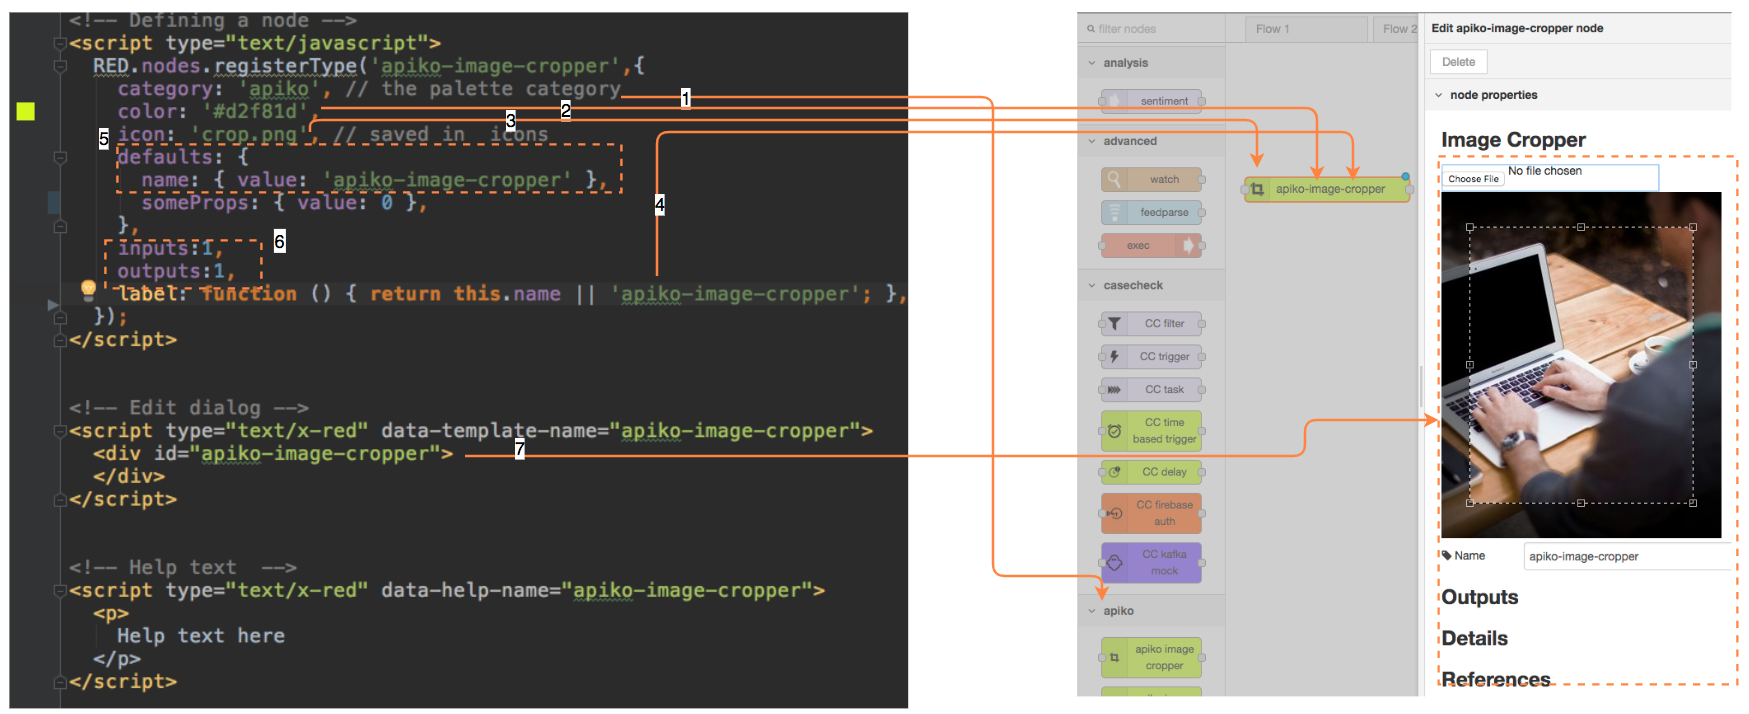 <!-- Defining a node -->
<script type="text/javascript">
RED.nodes.registerType('apiko-image-cropper',{
category: 'apiko', // the palette category
color: '#d2f81d',
icon: 'crop.png', // saved in  icons
defaults: {
name: { value: 'apiko-image-cropper' },
someProps: { value: 0 },
},
inputs:1,
outputs:1,
label: function () { return this.name || 'apiko-image-cropper'; },
});
</script>
<!-- Edit dialog -->
<script type="text/x-red" data-template-name="apiko-image-cropper">
<div id="apiko-image-cropper">
</div>
</script>
<!-- Help text  -->
<script type="text/x-red" data-help-name="apiko-image-cropper">
<p>
Help text here
</p>
</script>
1
2
3
4
5
6
7
filter nodes
analysis
sentiment
advanced
watch
feedparse
exec
casecheck
CC filter
CC trigger
CC task
CC time
based trigger
CC delay
CC firebase
auth
CC kafka
mock
apiko
apiko image
cropper
Flow 1
Flow 2
apiko-image-cropper
Edit apiko-image-cropper node
Delete
node properties
Image Cropper
Choose File No file chosen
Name apiko-image-cropper
Outputs
Details
References